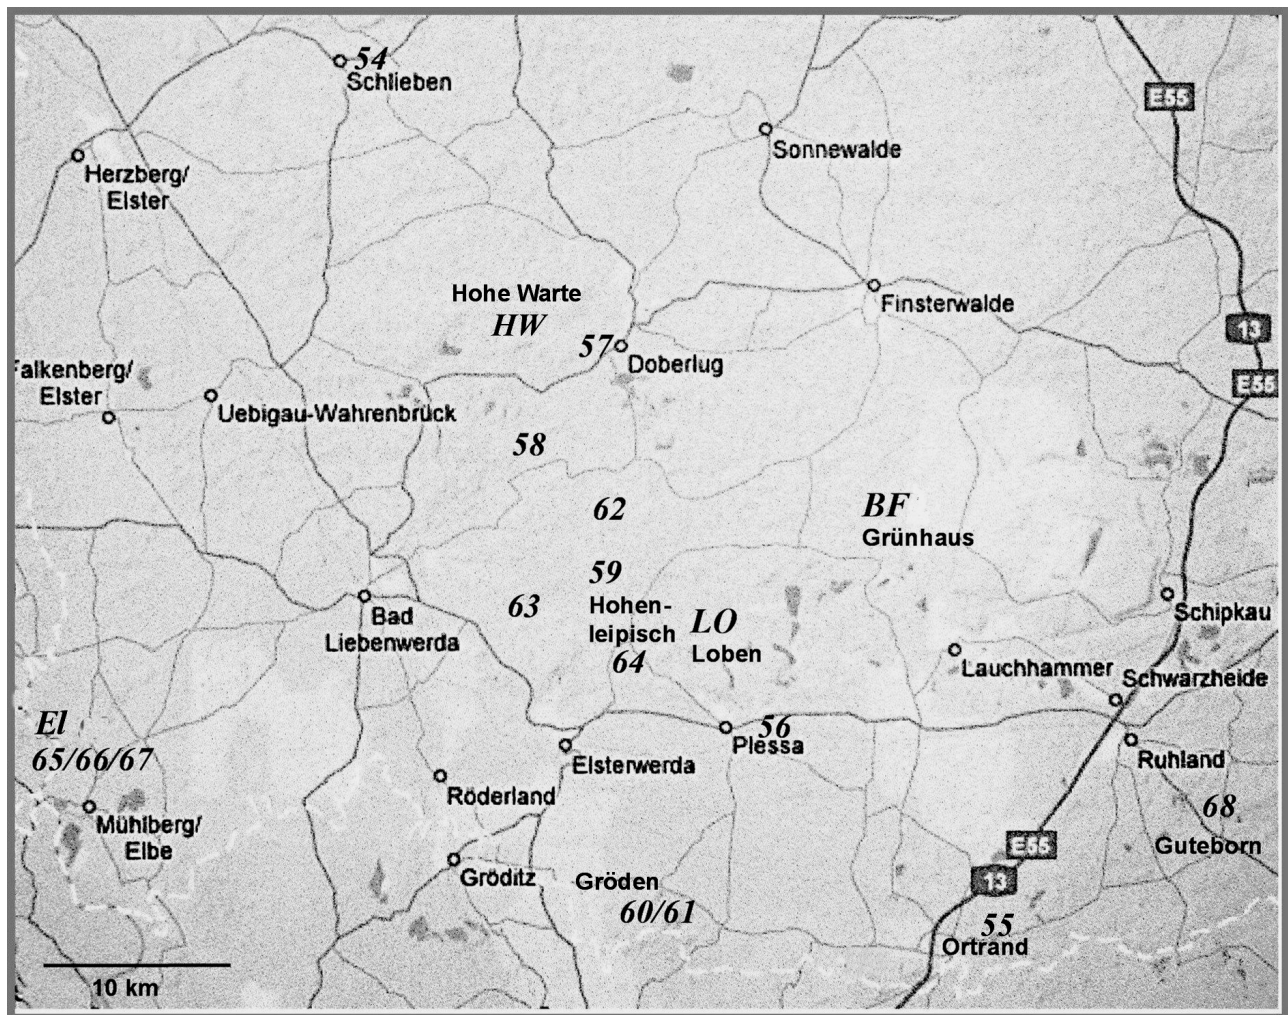 54
Schlieben
E55
Sonnewalde
Herzberg/
Elster
Hohe Warte
HW
Finsterwalde
13
57
Doberlug
Falkenberg/
Elster
E55
Uebigau-Wahrenbrück
58
62
BF
Grünhaus
59
63
Hohen-
leipisch
64
LO
Loben
Bad
Liebenwerda
Schipkau
Lauchhammer
Schwarzheide
El
65/66/67
56
Plessa
Elsterwerda
Ruhland
Röderland
68
Mühlberg/
Elbe
E55
Guteborn
Gröditz
Gröden
60/61
13
55
Ortrand
10 km